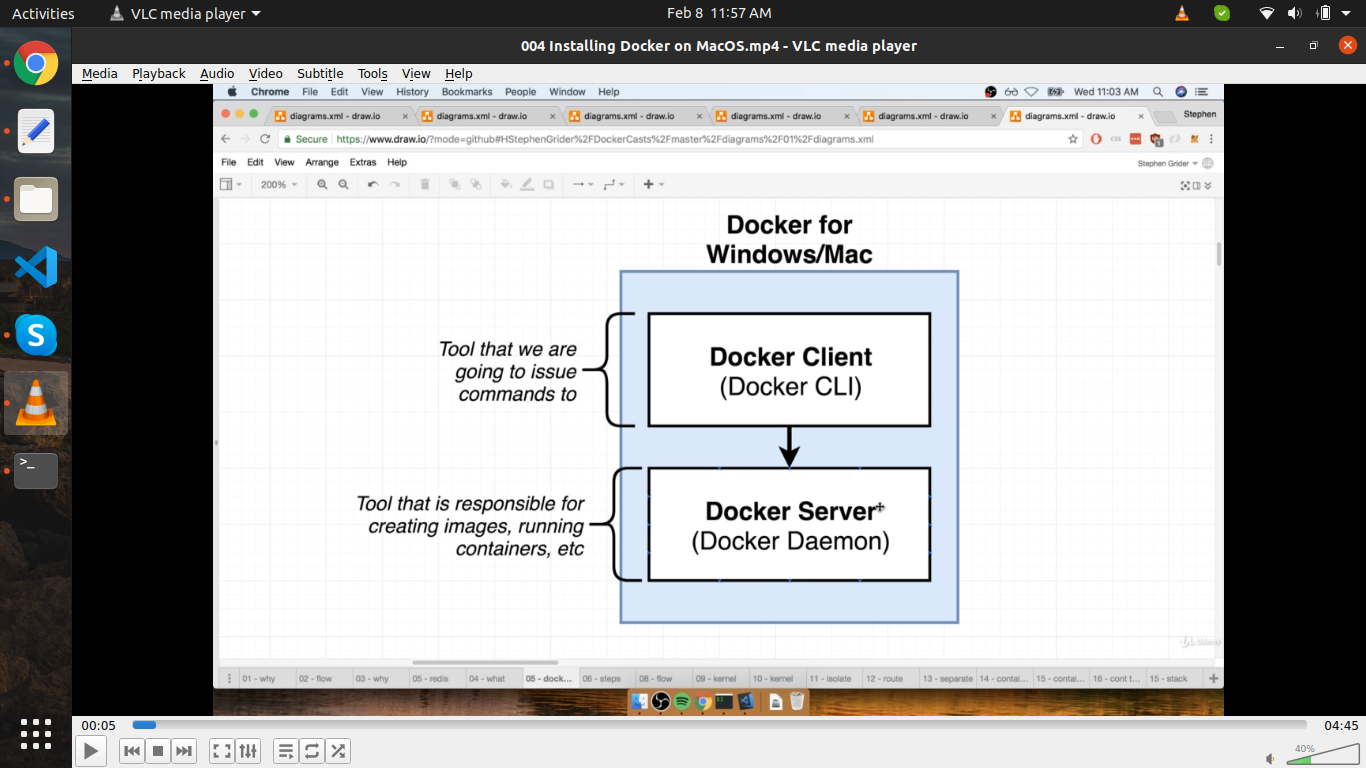 Activities VLC media player Feb 8 11:57 AM
004 Installing Docker on MacOS.mp4 - VLC media player
Media Playback Audio Video Subtitle Tools View Help
Chrome File Edit View History Bookmarks People Window Help Wed 11:03 AM
diagrams.xml - draw.io diagrams.xml - draw.io diagrams.xml - draw.io diagrams.xml - draw.io diagrams.xml - draw.io diagrams.xml - draw.io Stephen
Secure https://www.draw.io/?mode=github#HStephenGrider%2FDockerCasts%2Fmaster%2Fdiagrams%2F01%2Fdiagrams.xml
File Edit View Arrange Extras Help Stephen Grider
200%
Docker for
Windows/Mac
Tool that we are
going to issue
commands to
Docker Client
(Docker CLI)
Tool that is responsible for
creating images, running
containers, etc
Docker Server
(Docker Daemon)
Udemy
01 - why 02 - flow 03 - why 05 - redis 04 - what 05 - dock... 06 - steps 08 - flow 09 - kernel 10 - kernel 11 - isolate 12 - route 13 - separate 14 - contai... 15 - contai... 16 - cont t... 15 - stack
00:05 04:45
40%